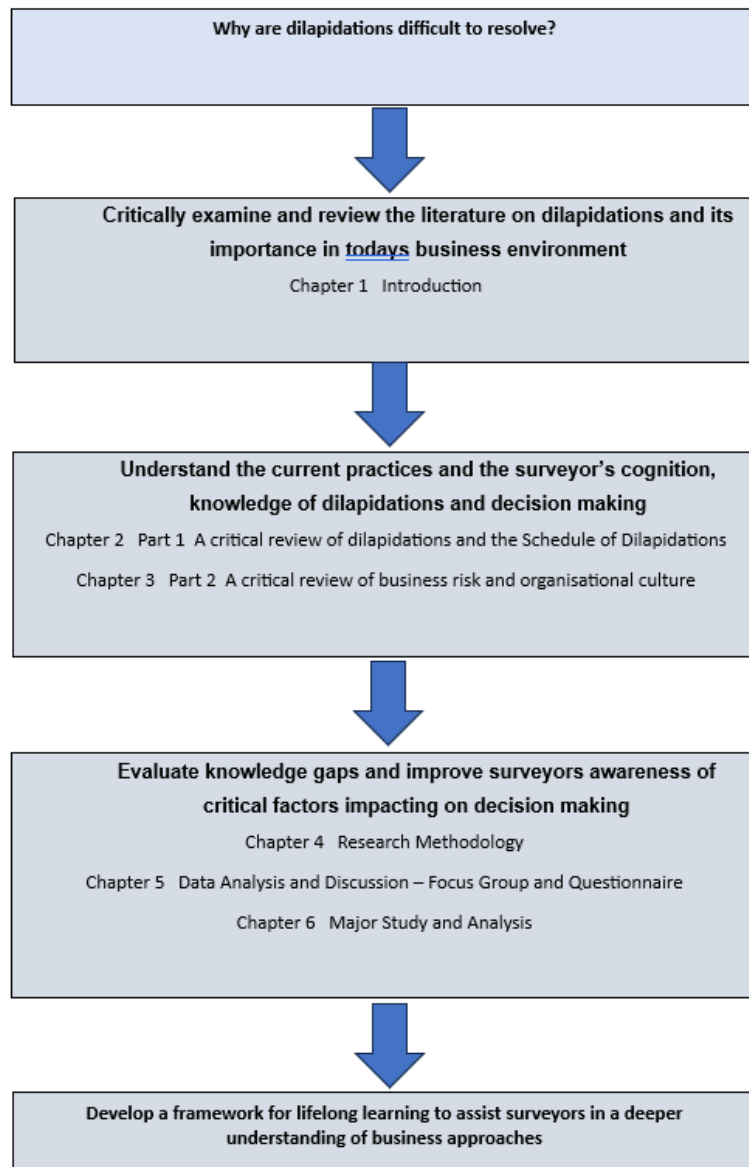 Why are dilapidations difficult to resolve?
Critically examine and review the literature on dilapidations and its
importance in todays business environment
Chapter 1 Introduction
Understand the current practices and the surveyor's cognition,
knowledge of dilapidations and decision making
Chapter 2 Part 1 A critical review of dilapidations and the Schedule of Dilapidations
Chapter 3 Part 2 A critical review of business risk and organisational culture
Evaluate knowledge gaps and improve surveyors awareness of
critical factors impacting on decision making
Chapter 4 Research Methodology
Chapter 5 Data Analysis and Discussion – Focus Group and Questionnaire
Chapter 6 Major Study and Analysis
Develop a framework for lifelong learning to assist surveyors in a deeper
understanding of business approaches